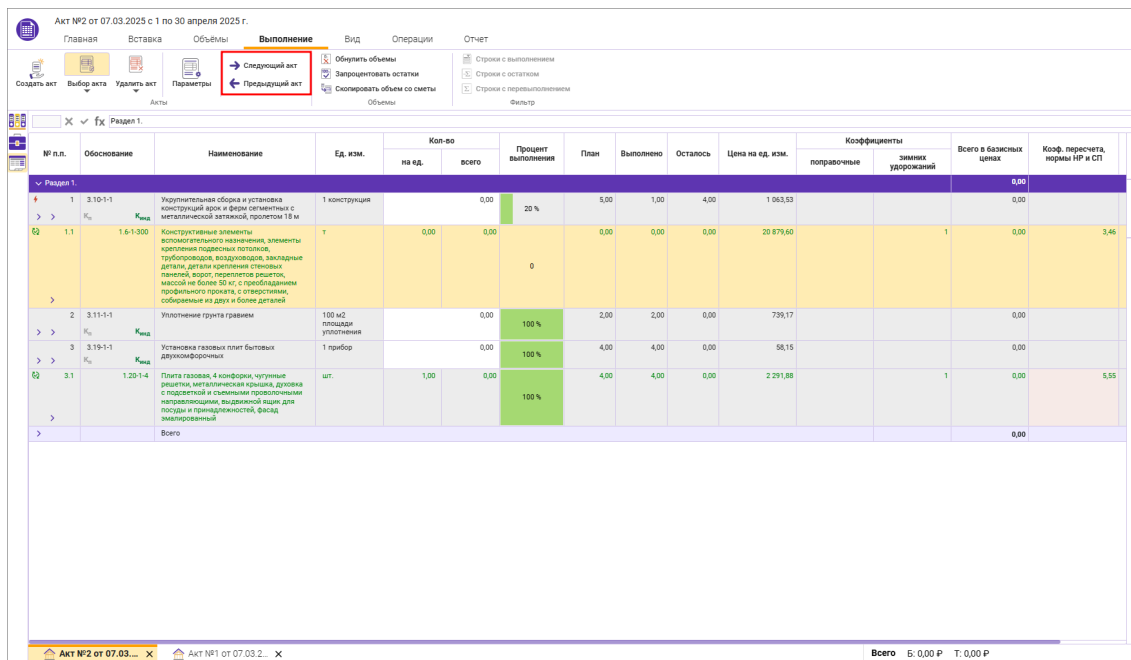 Акт №2 от 07.03.2025 с 1 по 30 апреля 2025 г.
Главная Вставка Объёмы Выполнение Вид Операции Отчет
Создать акт Выбор акта Удалить акт Параметры
Следующий акт
Предыдущий акт
Обнулить объемы
Запроцентовать остатки
Скопировать объем со сметы
Строки с выполнением
Строки с остатком
Строки с перевыполнением
Акты Объемы Фильтр
fx Раздел 1.
№ п.п. Обоснование Наименование Ед. изм. Кол-во Процент выполнения План Выполнено Осталось Цена на ед. изм. Коэффициенты Всего в базисных ценах Коэф. пересчета, нормы НР и СП
на ед. всего поправочные зимних удорожаний
Раздел 1. 0,00
1 3.10-1-1 Укрупнительная сборка и установка 1 конструкция 0,00 20 % 5,00 1,00 4,00 1 063,53 0,00
конструкций арок и ферм сегментных с
Кп Кинд металлической затяжкой, пролетом 18 м
1.1 1.6-1-300 Конструктивные элементы т 0,00 0,00 0 0,00 0,00 0,00 20 879,60 1 0,00 3,46
вспомогательного назначения, элементы
крепления подвесных потолков,
трубопроводов, воздуховодов, закладные
детали, детали крепления стеновых
панелей, ворот, переплетов решеток,
массой не более 50 кг, с преобладанием
профильного проката, с отверстиями,
собираемые из двух и более деталей
2 3.11-1-1 Уплотнение грунта гравием 100 м2 0,00 100 % 2,00 2,00 0,00 739,17 0,00
площади
Кп Кинд уплотнения
3 3.19-1-1 Установка газовых плит бытовых 1 прибор 0,00 100 % 4,00 4,00 0,00 58,15 0,00
Кп Кинд двухкомфорочных
3.1 1.20-1-4 Плита газовая, 4 конфорки, чугунные шт. 1,00 0,00 100 % 4,00 4,00 0,00 2 291,88 1 0,00 5,55
решетки, металлическая крышка, духовка
с подсветкой и съемными проволочными
направляющими, выдвижной ящик для
посуды и принадлежностей, фасад
эмалированный
Всего 0,00
Акт №2 от 07.03.... Акт №1 от 07.03.2... Всего Б: 0,00 ₽ Т: 0,00 ₽